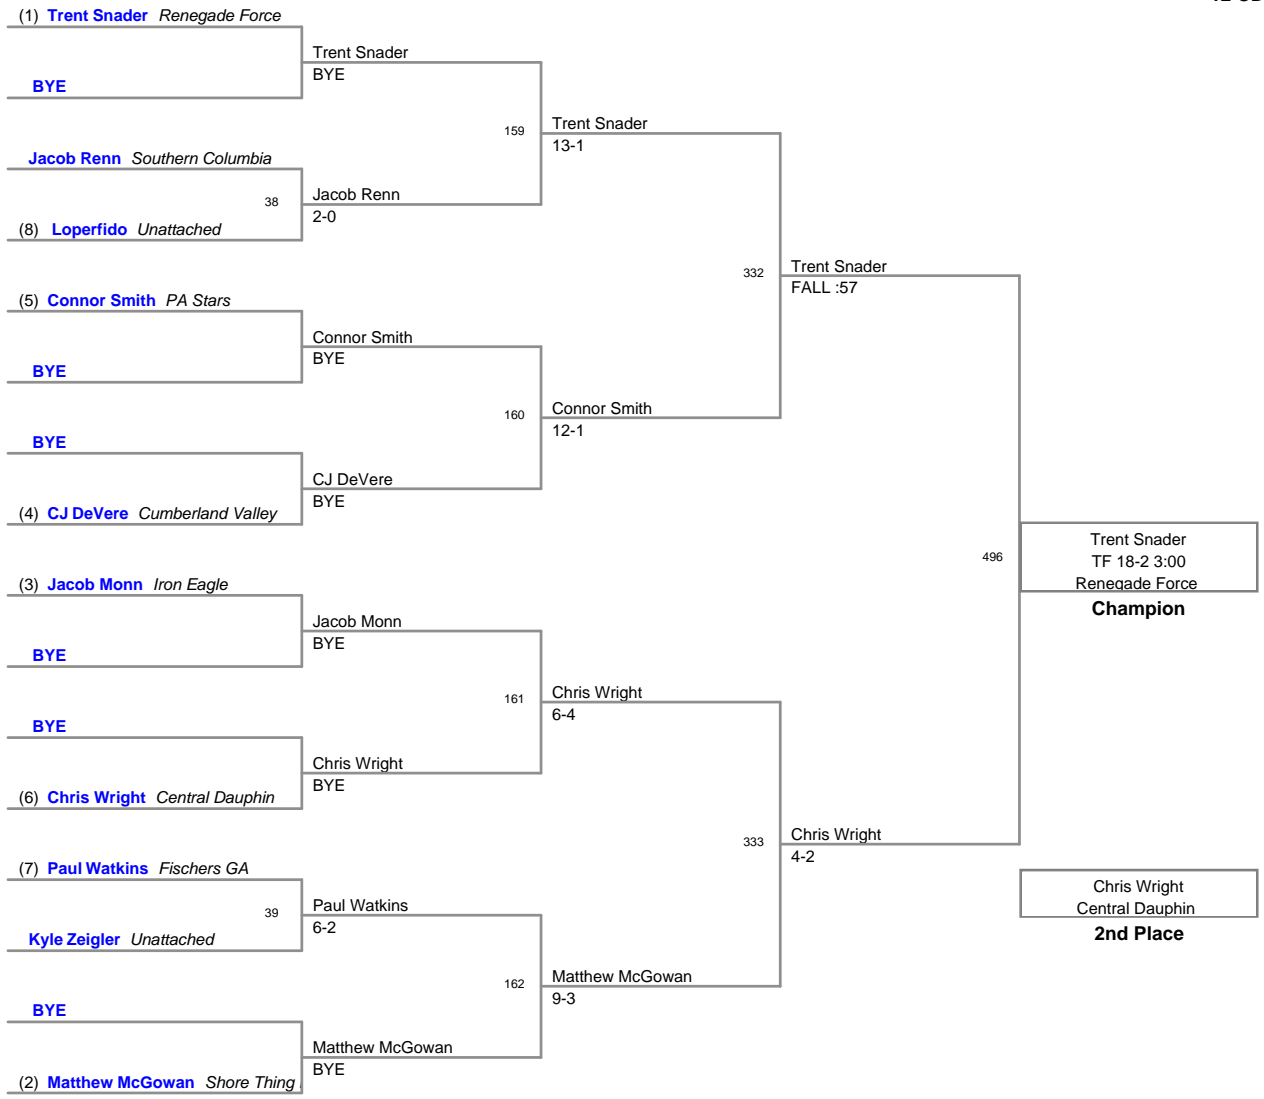 (1) Trent Snader Renegade Force
Trent Snader
BYE
BYE
159
Trent Snader
13-1
Jacob Renn Southern Columbia
38
Jacob Renn
2-0
(8) Loperfido Unattached
332
Trent Snader
FALL :57
(5) Connor Smith PA Stars
Connor Smith
BYE
BYE
160
Connor Smith
12-1
BYE
CJ DeVere
BYE
(4) CJ DeVere Cumberland Valley
496
Trent Snader
TF 18-2 3:00
Renegade Force
Champion
(3) Jacob Monn Iron Eagle
Jacob Monn
BYE
BYE
161
Chris Wright
6-4
BYE
Chris Wright
BYE
(6) Chris Wright Central Dauphin
333
Chris Wright
4-2
(7) Paul Watkins Fischers GA
39
Paul Watkins
6-2
Kyle Zeigler Unattached
Chris Wright
Central Dauphin
2nd Place
162
Matthew McGowan
9-3
BYE
Matthew McGowan
BYE
(2) Matthew McGowan Shore Thing